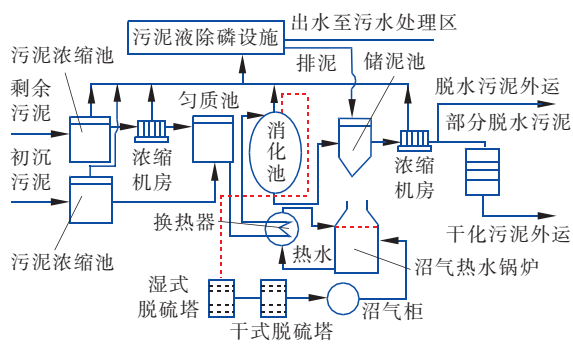 出水至污水处理区
污泥液除磷设施
污泥浓缩池
排泥
储泥池
剩余
污泥
匀质池
脱水污泥外运
部分脱水污泥
消
化
池
初沉
污泥
浓缩
机房
浓缩
机房
换热器
热水
干化污泥外运
污泥浓缩池
沼气热水锅炉
湿式
脱硫塔
沼气柜
干式脱硫塔